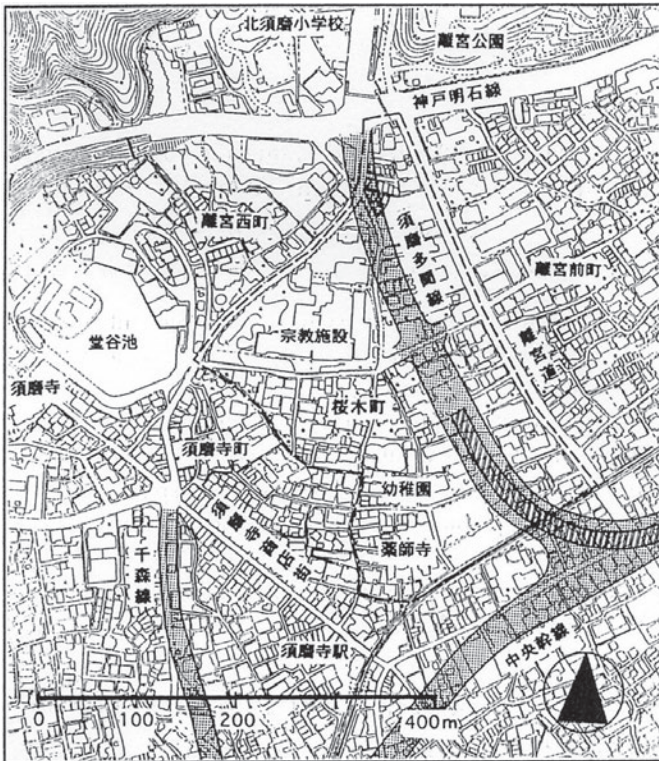 北須磨小学校
離宮公園
神戸明石線
離宮西町
須磨多聞線
離宮前町
堂谷池
宗教施設
離宮道
須磨寺
桜木町
須磨寺町
幼稚園
須磨寺商店街
薬師寺
千森線
須磨寺駅
中央幹線
0 100 200 400m